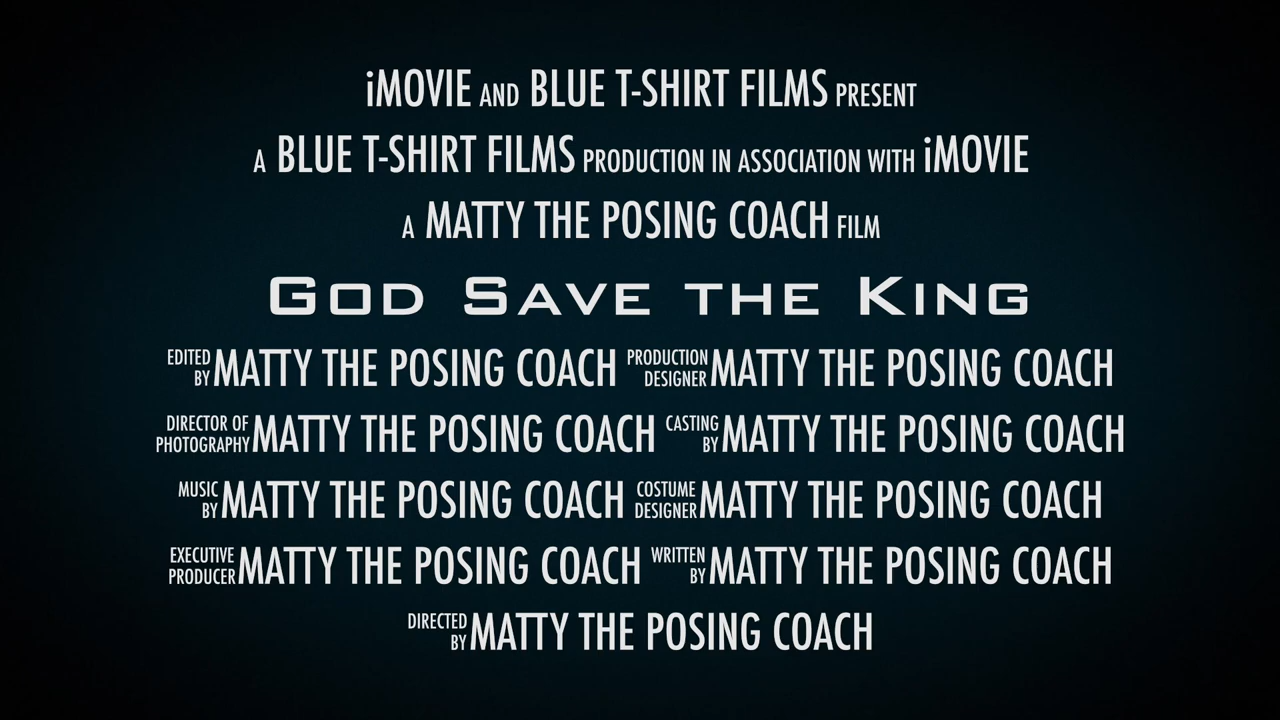 iMOVIE AND BLUE T-SHIRT FILMS PRESENT
A BLUE T-SHIRT FILMS PRODUCTION IN ASSOCIATION WITH iMOVIE
A MATTY THE POSING COACH FILM
GOD SAVE THE KING
EDITED BY MATTY THE POSING COACH PRODUCTION DESIGNER MATTY THE POSING COACH
DIRECTOR OF PHOTOGRAPHY MATTY THE POSING COACH CASTING BY MATTY THE POSING COACH
MUSIC BY MATTY THE POSING COACH COSTUME DESIGNER MATTY THE POSING COACH
EXECUTIVE PRODUCER MATTY THE POSING COACH WRITTEN BY MATTY THE POSING COACH
DIRECTED BY MATTY THE POSING COACH